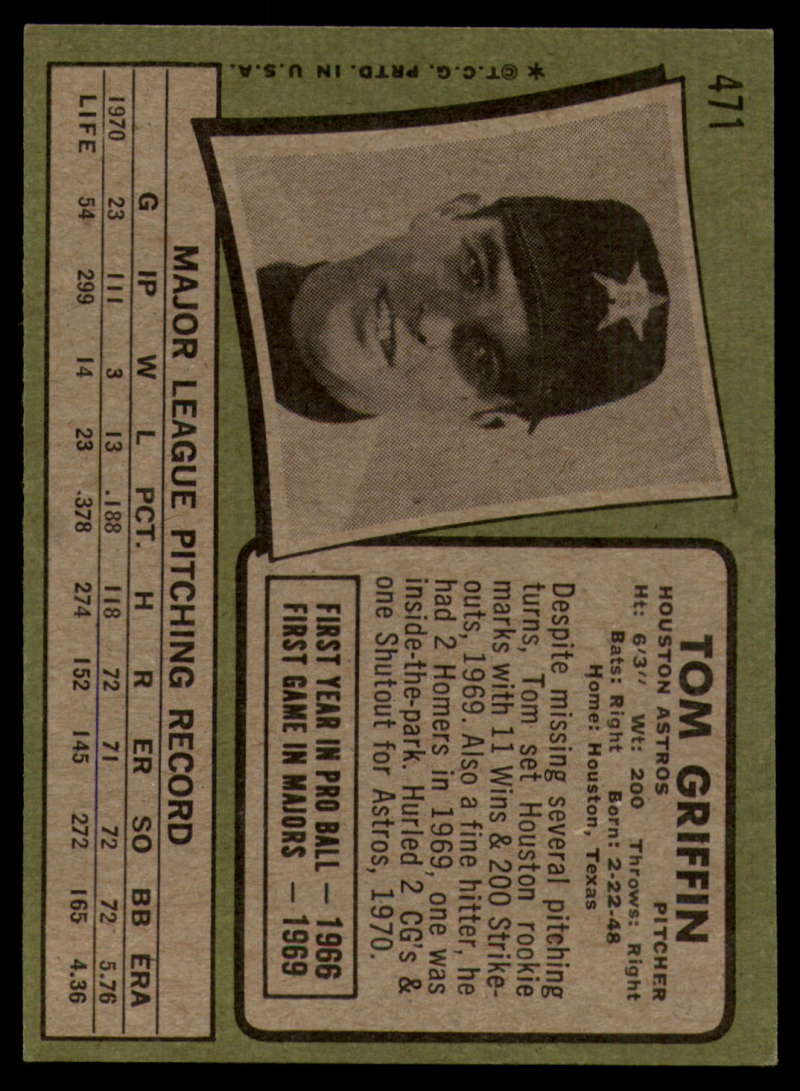 471
✶ ©T.C.G. PRTD. IN U.S.A.
TOM GRIFFIN
HOUSTON ASTROS PITCHER
Ht: 6'3" Wt: 200 Throws: Right
Bats: Right Born: 2-22-48
Home: Houston, Texas
Despite missing several pitching
turns, Tom set Houston rookie
marks with 11 Wins & 200 Strike-
outs, 1969. Also a fine hitter, he
had 2 Homers in 1969, one was
inside-the-park. Hurled 2 CG's &
one Shutout for Astros, 1970.
FIRST YEAR IN PRO BALL — 1966
FIRST GAME IN MAJORS — 1969
MAJOR LEAGUE PITCHING RECORD
G IP W L PCT. H R ER SO BB ERA
1970 23 111 3 13 .188 118 72 71 72 72 5.76
LIFE 54 299 14 23 .378 274 152 145 272 165 4.36